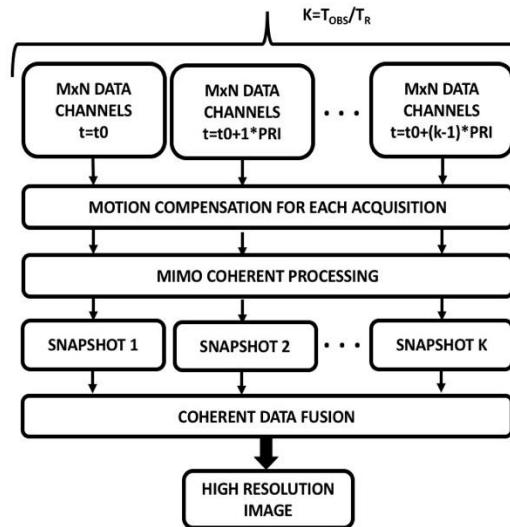 K=T_OBS/T_R
MxN DATA
CHANNELS
t=t0
MxN DATA
CHANNELS
t=t0+1*PRI
. . .
MxN DATA
CHANNELS
t=t0+(k-1)*PRI
MOTION COMPENSATION FOR EACH ACQUISITION
MIMO COHERENT PROCESSING
SNAPSHOT 1
SNAPSHOT 2
. . .
SNAPSHOT K
COHERENT DATA FUSION
HIGH RESOLUTION
IMAGE